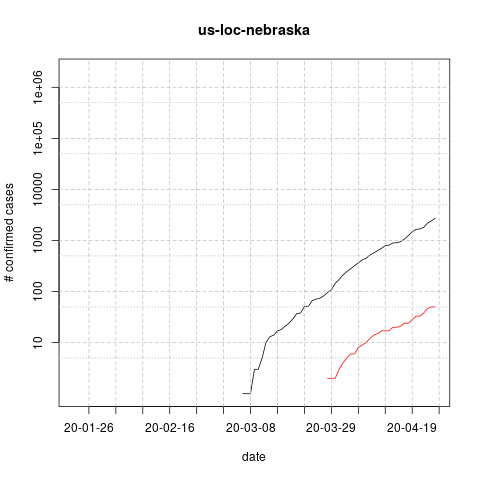 us-loc-nebraska
# confirmed cases
1e+06
1e+05
10000
1000
100
10
20-01-26 20-02-16 20-03-08 20-03-29 20-04-19
date